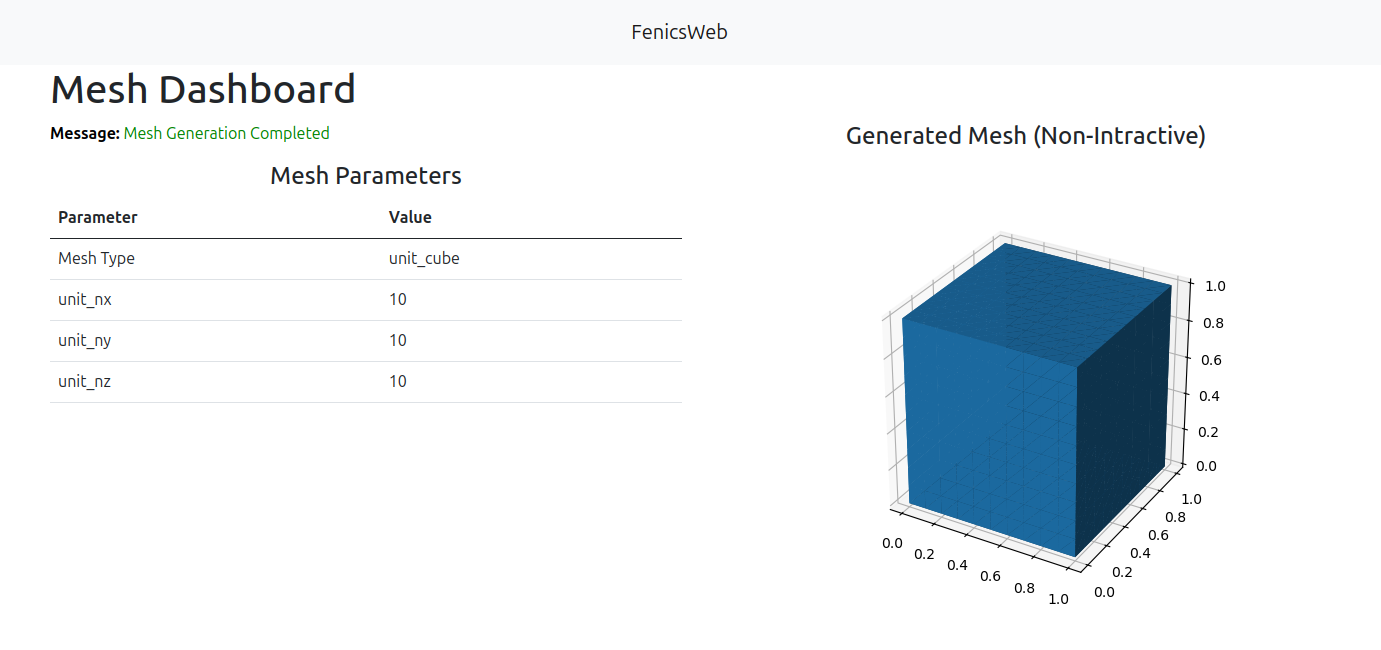 FenicsWeb
Mesh Dashboard
Message: Mesh Generation Completed
Mesh Parameters
Parameter Value
Mesh Type unit_cube
unit_nx 10
unit_ny 10
unit_nz 10
Generated Mesh (Non-Intractive)
1.0
0.8
0.6
0.4
0.2
0.0
1.0
0.8
0.6
0.4
0.2
0.0
0.0
0.2
0.4
0.6
0.8
1.0